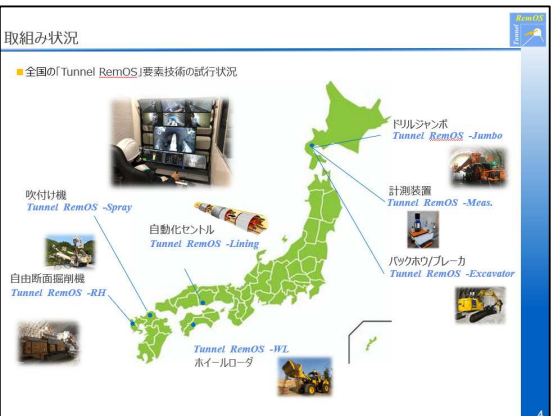 取組み状況
RemOS
Tunnel
■全国の「Tunnel RemOS」要素技術の試行状況
ドリルジャンボ
Tunnel RemOS -Jumbo
計測装置
Tunnel RemOS -Meas.
バックホウ/ブレーカ
Tunnel RemOS -Excavator
吹付け機
Tunnel RemOS -Spray
自動化セントル
Tunnel RemOS -Lining
自由断面掘削機
Tunnel RemOS -RH
Tunnel RemOS -WL
ホイールローダ
4